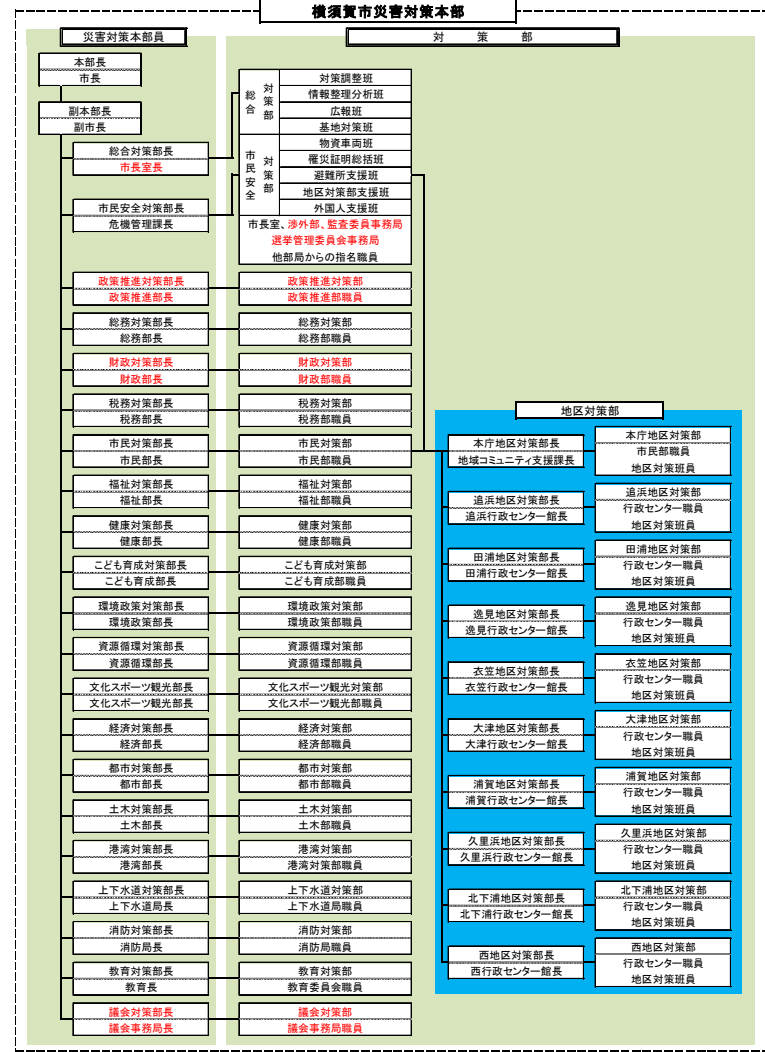 横須賀市災害対策本部
災害対策本部員
対 策 部
本部長
市長
副本部長
副市長
総合対策部長
市長室長
市民安全対策部長
危機管理課長
総合 対策部
対策調整班
情報整理分析班
広報班
基地対策班
市民安全 対策部
物資車両班
罹災証明総括班
避難所支援班
地区対策部支援班
外国人支援班
市長室、渉外部、監査委員事務局
選挙管理委員会事務局
他部局からの指名職員
政策推進対策部長
政策推進部長
政策推進対策部
政策推進部職員
総務対策部長
総務部長
総務対策部
総務部職員
財政対策部長
財政部長
財政対策部
財政部職員
税務対策部長
税務部長
税務対策部
税務部職員
市民対策部長
市民部長
市民対策部
市民部職員
福祉対策部長
福祉部長
福祉対策部
福祉部職員
健康対策部長
健康部長
健康対策部
健康部職員
こども育成対策部長
こども育成部長
こども育成対策部
こども育成部職員
環境政策対策部長
環境政策部長
環境政策対策部
環境政策部職員
資源循環対策部長
資源循環部長
資源循環対策部
資源循環部職員
文化スポーツ観光部長
文化スポーツ観光部長
文化スポーツ観光対策部
文化スポーツ観光部職員
経済対策部長
経済部長
経済対策部
経済部職員
都市対策部長
都市部長
都市対策部
都市部職員
土木対策部長
土木部長
土木対策部
土木部職員
港湾対策部長
港湾部長
港湾対策部
港湾対策部職員
上下水道対策部長
上下水道局長
上下水道対策部
上下水道局職員
消防対策部長
消防局長
消防対策部
消防局職員
教育対策部長
教育長
教育対策部
教育委員会職員
議会対策部長
議会事務局長
議会対策部
議会事務局職員
地区対策部
本庁地区対策部長
地域コミュニティ支援課長
本庁地区対策部
市民部職員
地区対策班員
追浜地区対策部長
追浜行政センター館長
追浜地区対策部
行政センター職員
地区対策班員
田浦地区対策部長
田浦行政センター館長
田浦地区対策部
行政センター職員
地区対策班員
逸見地区対策部長
逸見行政センター館長
逸見地区対策部
行政センター職員
地区対策班員
衣笠地区対策部長
衣笠行政センター館長
衣笠地区対策部
行政センター職員
地区対策班員
大津地区対策部長
大津行政センター館長
大津地区対策部
行政センター職員
地区対策班員
浦賀地区対策部長
浦賀行政センター館長
浦賀地区対策部
行政センター職員
地区対策班員
久里浜地区対策部長
久里浜行政センター館長
久里浜地区対策部
行政センター職員
地区対策班員
北下浦地区対策部長
北下浦行政センター館長
北下浦地区対策部
行政センター職員
地区対策班員
西地区対策部長
西行政センター館長
西地区対策部
行政センター職員
地区対策班員